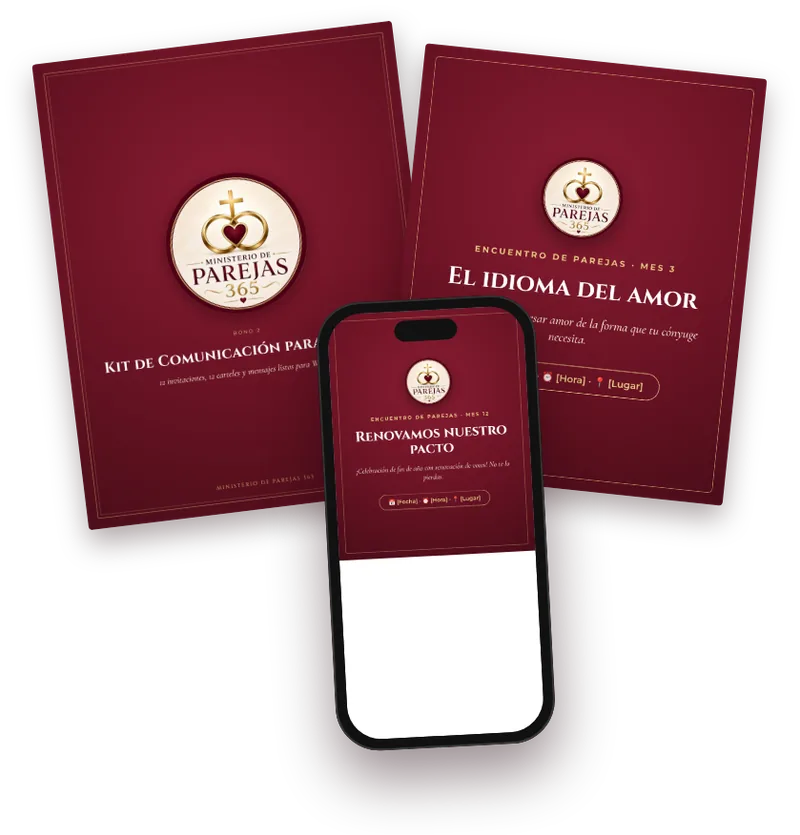 MINISTERIO DE
PAREJAS
365
BONO 3
KIT DE COMUNICACIÓN PARA
12 invitaciones, 12 carteles y mensajes listos para
MINISTERIO DE PAREJAS 365
MINISTERIO DE
PAREJAS
365
ENCUENTRO DE PAREJAS · MES 3
EL IDIOMA DEL AMOR
amor de la forma que tu cónyuge
necesita.
[Hora] · [Lugar]
MINISTERIO DE
PAREJAS
365
ENCUENTRO DE PAREJAS · MES 12
RENOVAMOS NUESTRO
PACTO
¡Celebración de fin de año con renovación de votos! No te lo
pierdas.
[Fecha] · [Hora] · [Lugar]